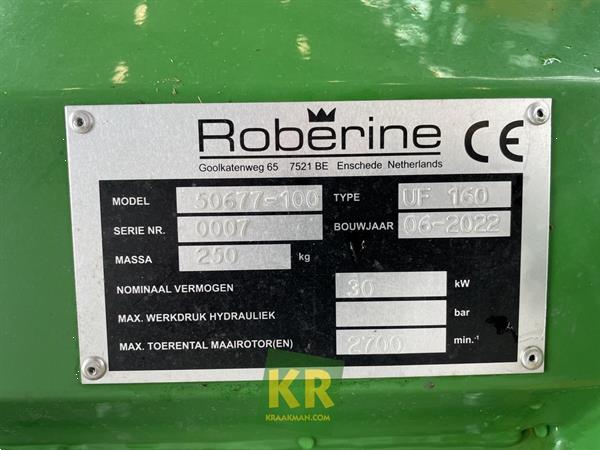 Roberine CE
Goolkatenweg 65 7521 BE Enschede Netherlands
MODEL 50677-100 TYPE UF 160
SERIE NR. 0007 BOUWJAAR 06-2022
MASSA 250 kg
NOMINAAL VERMOGEN 30 kW
MAX. WERKDRUK HYDRAULIEK bar
MAX. TOERENTAL MAAIROTOR(EN) 2700 min.-1
KR
KRAAKMAN.COM